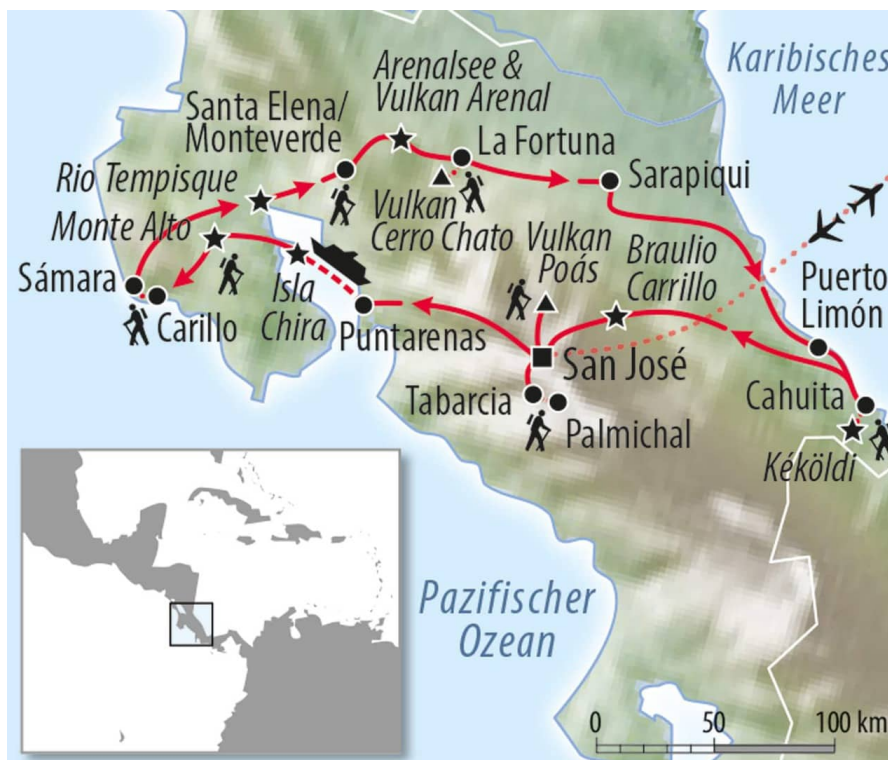 Karibisches
Meer
Arenalsee &
Vulkan Arenal
Santa Elena/
Monteverde
La Fortuna
Rio Tempisque
Sarapiqui
Monte Alto
Vulkan
Cerro Chato
Vulkan
Poás
Braulio
Carrillo
Sámara
Carillo
Isla
Chira
Puntarenas
Puerto
Limón
San José
Tabarcia
Palmichal
Cahuita
Kéköldi
Pazifischer
Ozean
0 50 100 km